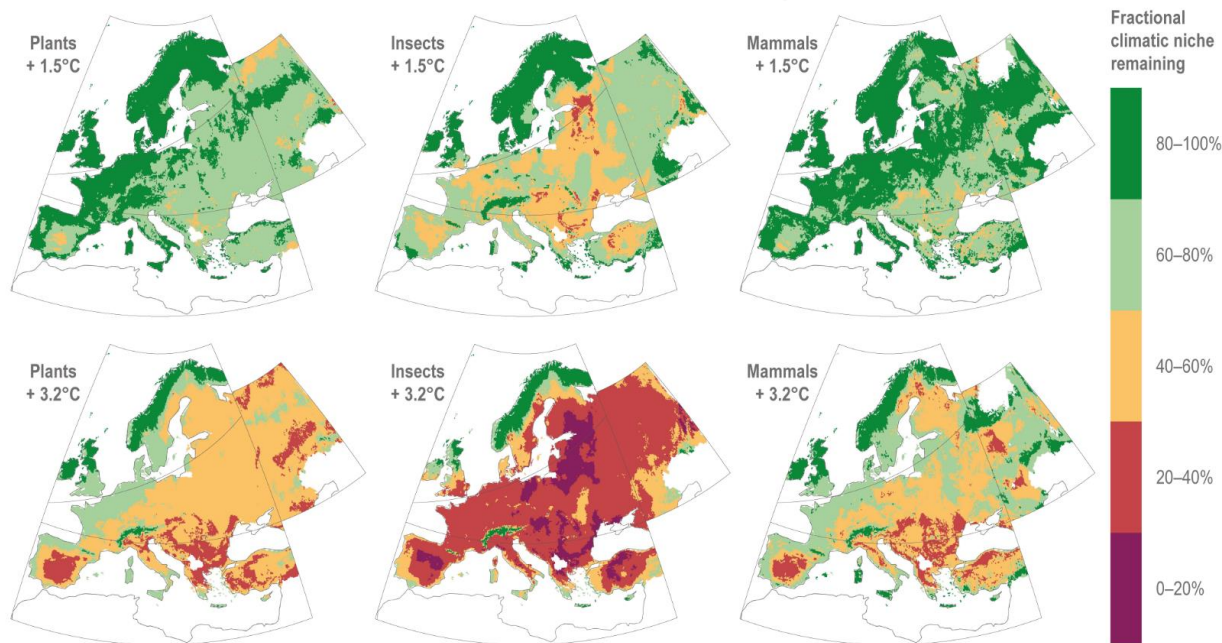 Plants
+ 1.5°C
Insects
+ 1.5°C
Mammals
+ 1.5°C
Plants
+ 3.2°C
Insects
+ 3.2°C
Mammals
+ 3.2°C
Fractional
climatic niche
remaining
80–100%
60–80%
40–60%
20–40%
0–20%